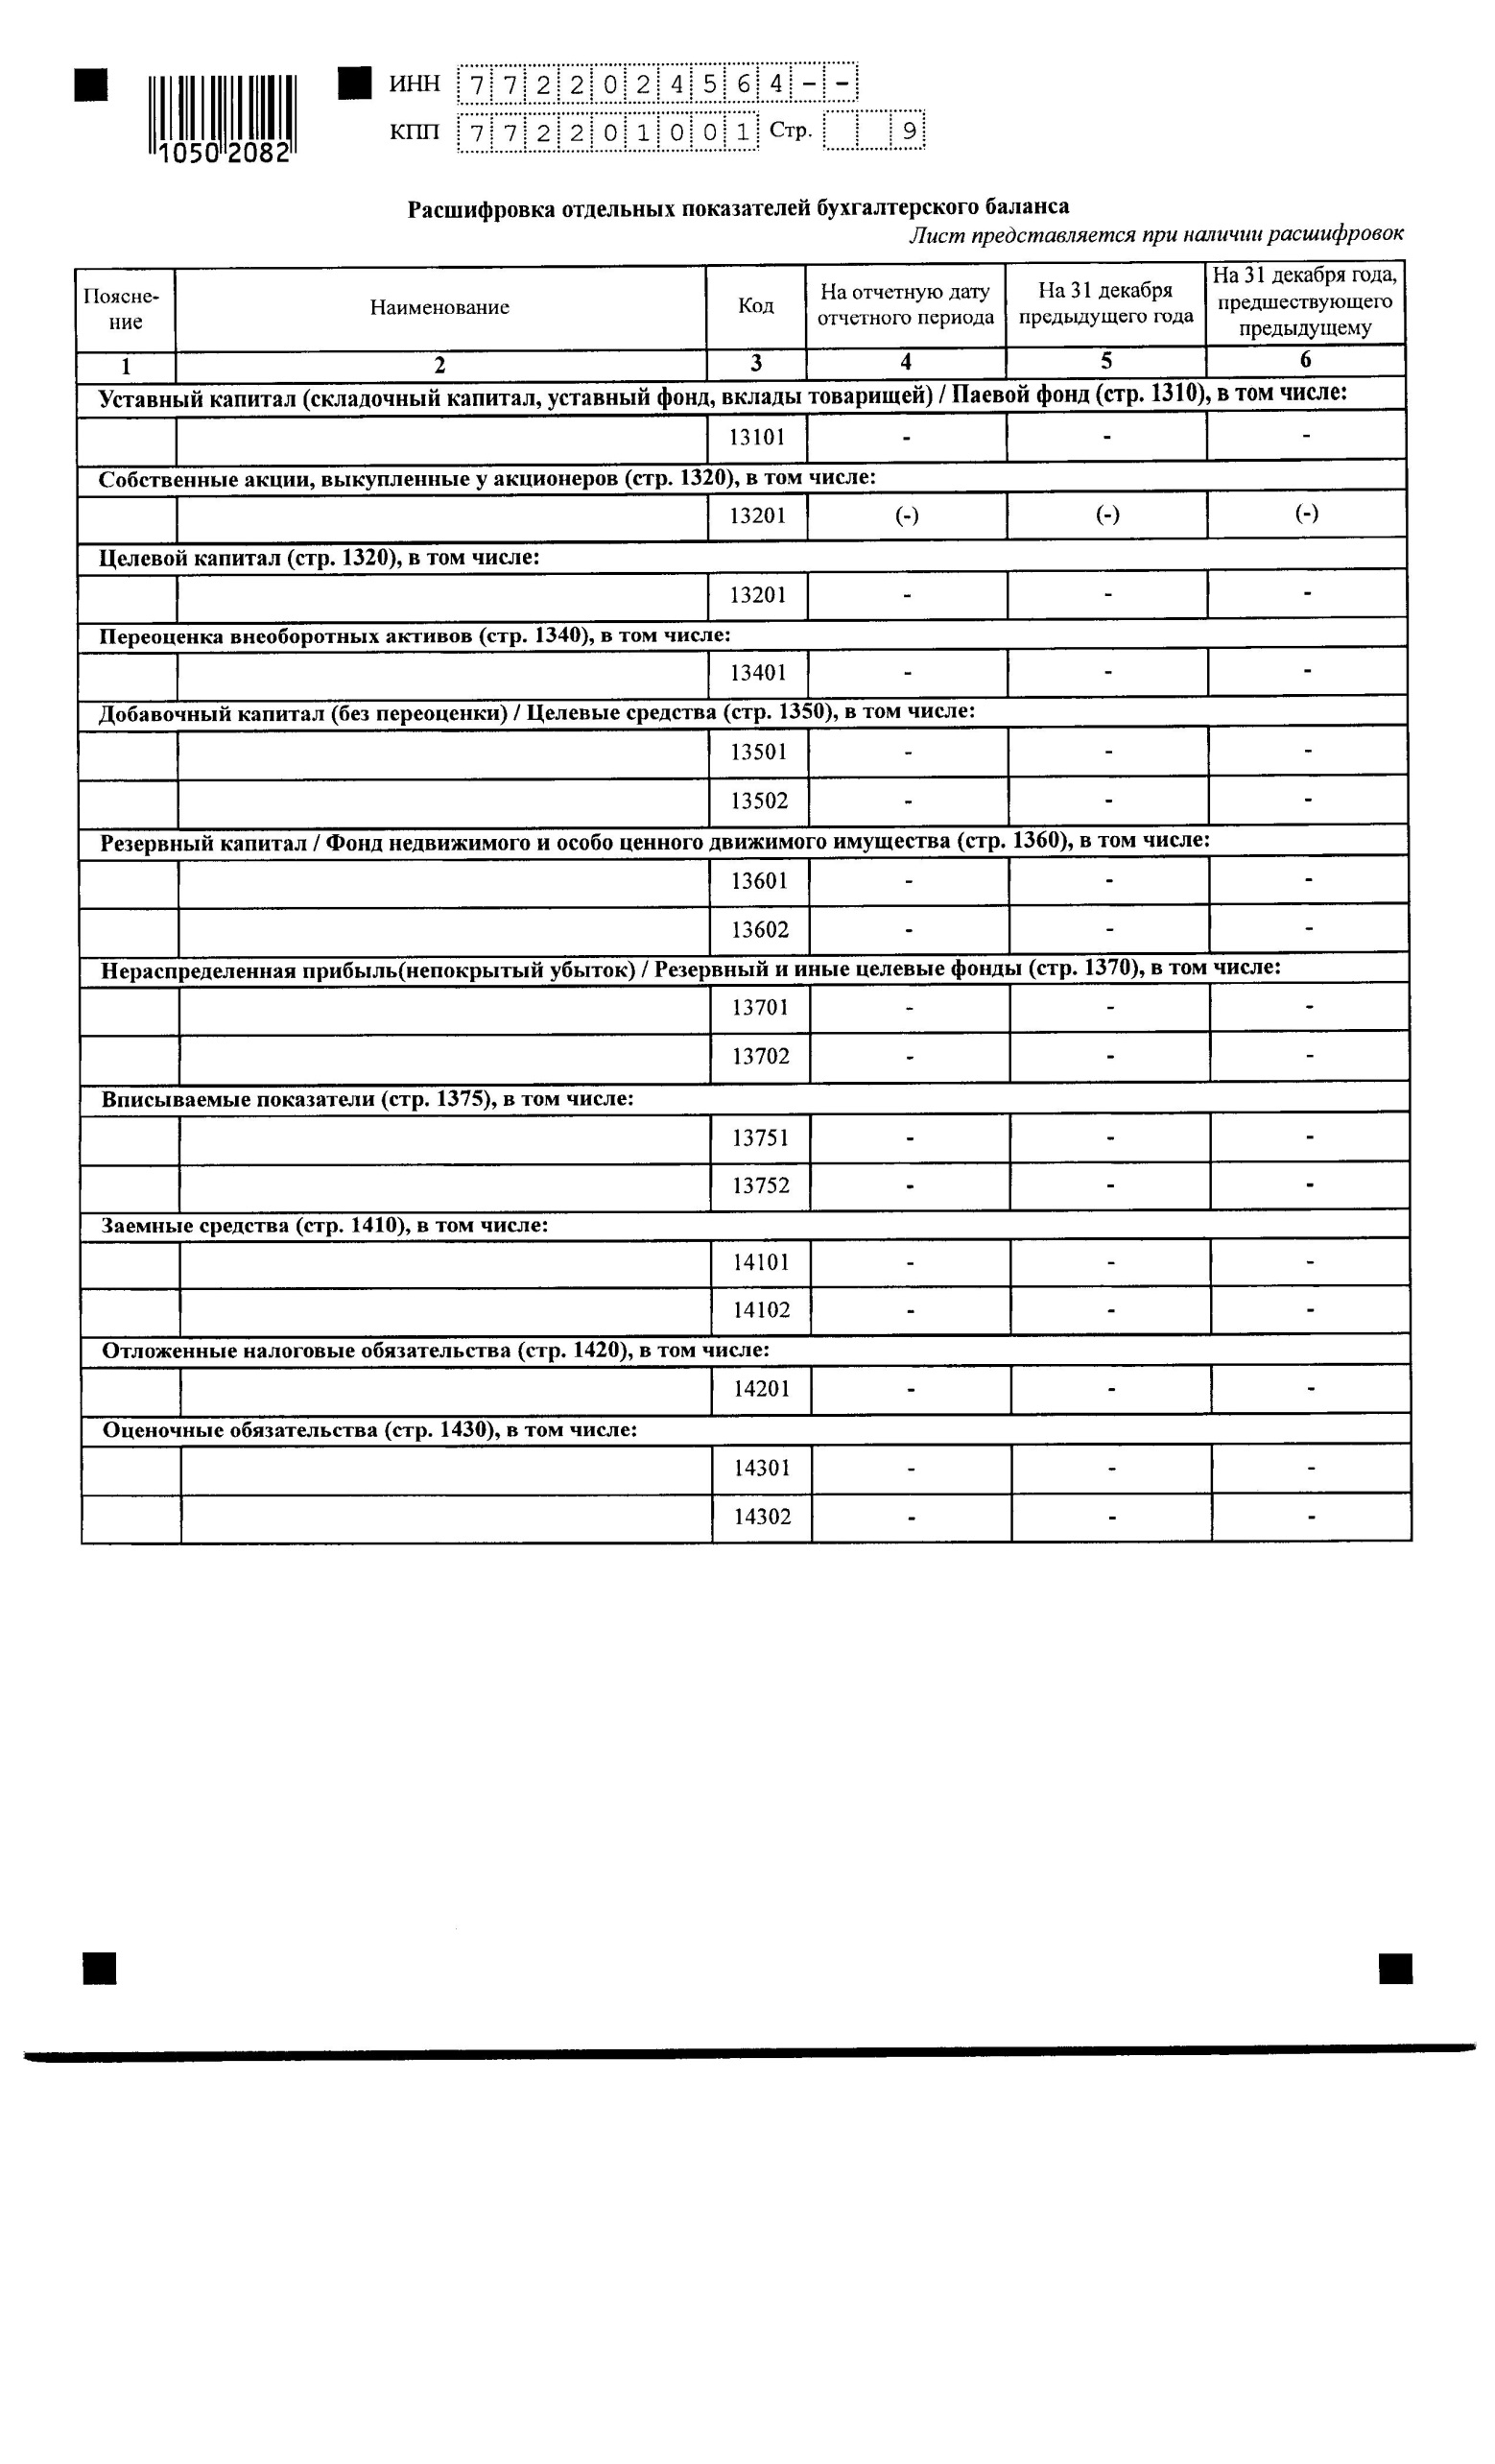 ИНН 7722024564--
10502082
КПП 772201001 Стр. 9
Расшифровка отдельных показателей бухгалтерского баланса
Лист представляется при наличии расшифровок
Поясне-
ние
Наименование
Код
На отчетную дату
отчетного периода
На 31 декабря
предыдущего года
На 31 декабря года,
предшествующего
предыдущему
1 2 3 4 5 6
Уставный капитал (складочный капитал, уставный фонд, вклады товарищей) / Паевой фонд (стр. 1310), в том числе:
13101 - - -
Собственные акции, выкупленные у акционеров (стр. 1320), в том числе:
13201 (-) (-) (-)
Целевой капитал (стр. 1320), в том числе:
13201 - - -
Переоценка внеоборотных активов (стр. 1340), в том числе:
13401 - - -
Добавочный капитал (без переоценки) / Целевые средства (стр. 1350), в том числе:
13501 - - -
13502 - - -
Резервный капитал / Фонд недвижимого и особо ценного движимого имущества (стр. 1360), в том числе:
13601 - - -
13602 - - -
Нераспределенная прибыль(непокрытый убыток) / Резервный и иные целевые фонды (стр. 1370), в том числе:
13701 - - -
13702 - - -
Вписываемые показатели (стр. 1375), в том числе:
13751 - - -
13752 - - -
Заемные средства (стр. 1410), в том числе:
14101 - - -
14102 - - -
Отложенные налоговые обязательства (стр. 1420), в том числе:
14201 - - -
Оценочные обязательства (стр. 1430), в том числе:
14301 - - -
14302 - - -